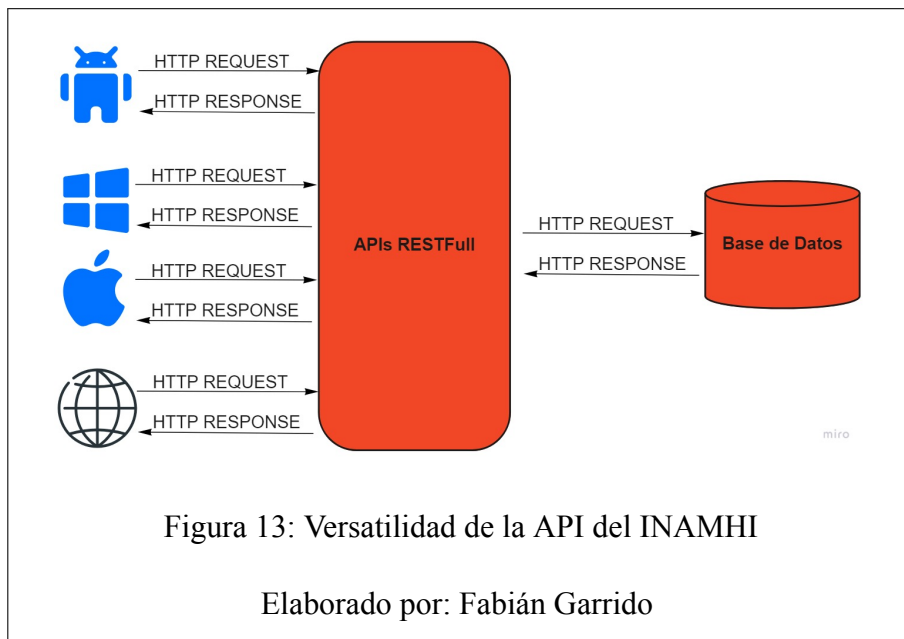 HTTP REQUEST
HTTP RESPONSE
HTTP REQUEST
HTTP RESPONSE
HTTP REQUEST
HTTP RESPONSE
HTTP REQUEST
HTTP RESPONSE
APIs RESTFull
HTTP REQUEST
HTTP RESPONSE
Base de Datos
miro
Figura 13: Versatilidad de la API del INAMHI
Elaborado por: Fabián Garrido